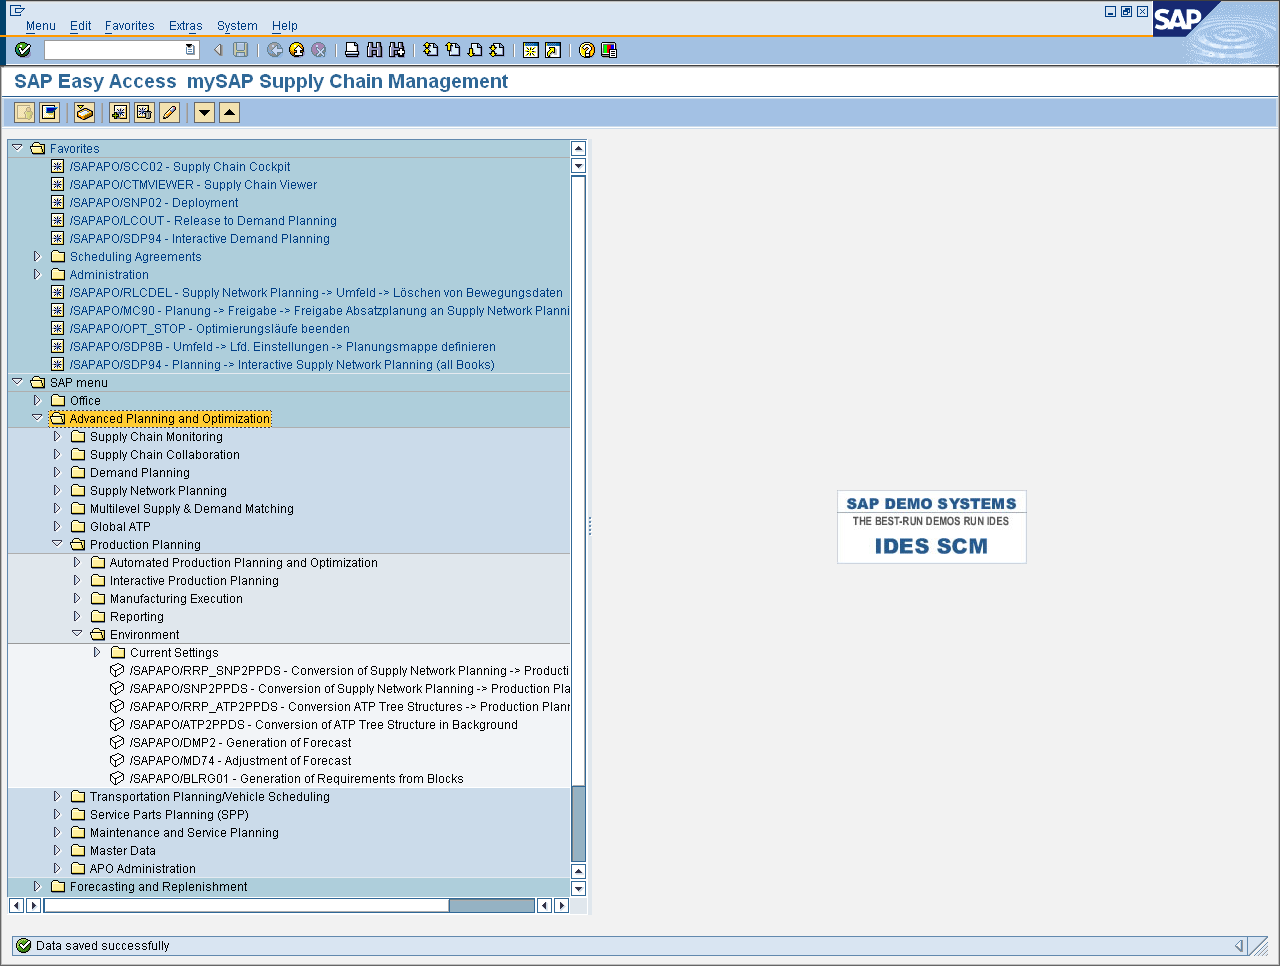 Menu Edit Favorites Extras System Help
SAP
SAP Easy Access mySAP Supply Chain Management
Favorites
/SAPAPO/SCC02 - Supply Chain Cockpit
/SAPAPO/CTMVIEWER - Supply Chain Viewer
/SAPAPO/SNP02 - Deployment
/SAPAPO/LCOUT - Release to Demand Planning
/SAPAPO/SDP94 - Interactive Demand Planning
Scheduling Agreements
Administration
/SAPAPO/RLCDEL - Supply Network Planning -> Umfeld -> Löschen von Bewegungsdaten
/SAPAPO/MC90 - Planung -> Freigabe -> Freigabe Absatzplanung an Supply Network Planni
/SAPAPO/OPT_STOP - Optimierungsläufe beenden
/SAPAPO/SDP8B - Umfeld -> Lfd. Einstellungen -> Planungsmappe definieren
/SAPAPO/SDP94 - Planning -> Interactive Supply Network Planning (all Books)
SAP menu
Office
Advanced Planning and Optimization
Supply Chain Monitoring
Supply Chain Collaboration
Demand Planning
Supply Network Planning
Multilevel Supply & Demand Matching
Global ATP
Production Planning
Automated Production Planning and Optimization
Interactive Production Planning
Manufacturing Execution
Reporting
Environment
Current Settings
/SAPAPO/RRP_SNP2PPDS - Conversion of Supply Network Planning -> Producti
/SAPAPO/SNP2PPDS - Conversion of Supply Network Planning -> Production Pla
/SAPAPO/RRP_ATP2PPDS - Conversion ATP Tree Structures -> Production Plann
/SAPAPO/ATP2PPDS - Conversion of ATP Tree Structure in Background
/SAPAPO/DMP2 - Generation of Forecast
/SAPAPO/MD74 - Adjustment of Forecast
/SAPAPO/BLRG01 - Generation of Requirements from Blocks
Transportation Planning/Vehicle Scheduling
Service Parts Planning (SPP)
Maintenance and Service Planning
Master Data
APO Administration
Forecasting and Replenishment
SAP DEMO SYSTEMS
THE BEST-RUN DEMOS RUN IDES
IDES SCM
Data saved successfully